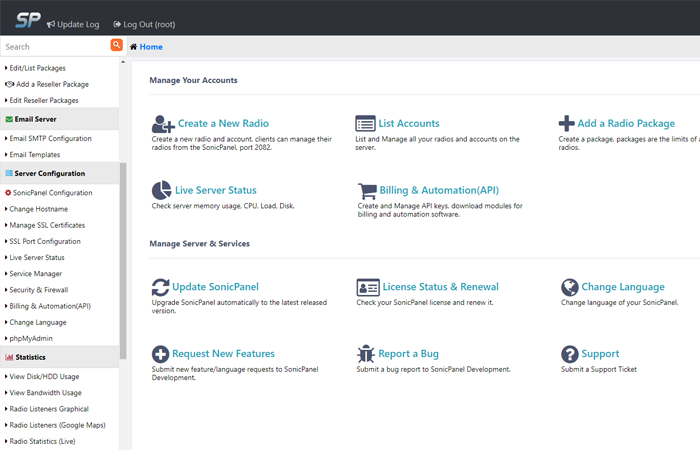 SP
Update Log
Log Out (root)
Search
Home
Edit/List Packages
Add a Reseller Package
Edit Reseller Packages
Email Server
Email SMTP Configuration
Email Templates
Server Configuration
SonicPanel Configuration
Change Hostname
Manage SSL Certificates
SSL Port Configuration
Live Server Status
Service Manager
Security & Firewall
Billing & Automation(API)
Change Language
phpMyAdmin
Statistics
View Disk/HDD Usage
View Bandwidth Usage
Radio Listeners Graphical
Radio Listeners (Google Maps)
Radio Statistics (Live)
Manage Your Accounts
Create a New Radio
Create a new radio and account, clients can manage their
radios from the SonicPanel, port 2082.
List Accounts
List and Manage all your radios and accounts on the
server.
Add a Radio Package
Create a package, packages are the limits of a
radios.
Live Server Status
Check server memory usage, CPU, Load, Disk.
Billing & Automation(API)
Create and Manage API keys, download modules for
billing and automation software.
Manage Server & Services
Update SonicPanel
Upgrade SonicPanel automatically to the latest released
version.
License Status & Renewal
Check your SonicPanel license and renew it.
Change Language
Change language of your SonicPanel.
Request New Features
Submit new feature/language requests to SonicPanel
Development.
Report a Bug
Submit a bug report to SonicPanel Development.
Support
Submit a Support Ticket